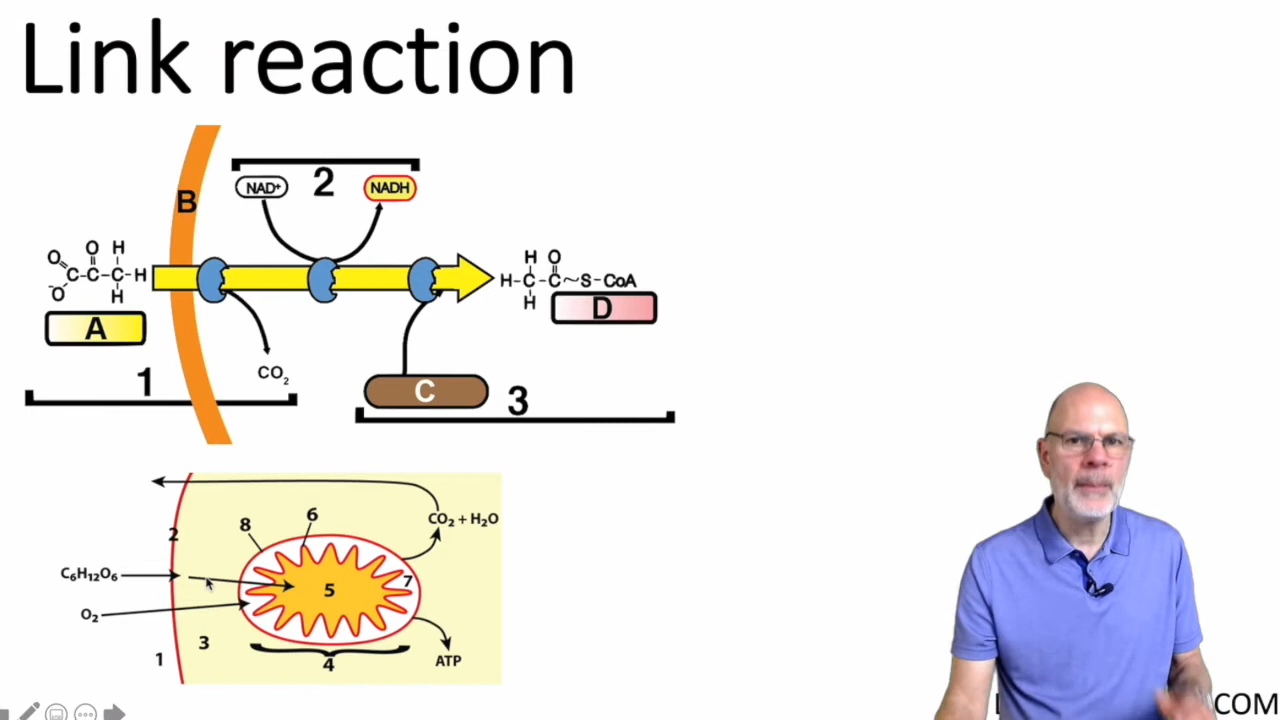 Link reaction
B
NAD⁺
2
NADH
O O H
C-C-C-H
⁻O H
H O
H-C-C~S-CoA
H
A
D
CO₂
1
C
3
6
8
CO₂ + H₂O
2
C₆H₁₂O₆
7
5
O₂
3
1
4
ATP
COM